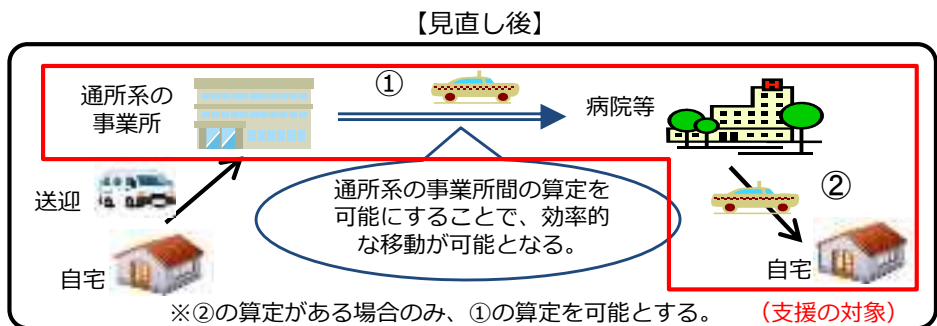 【見直し後】
通所系の
事業所
①
病院等
送迎
通所系の事業所間の算定を
可能にすることで、効率的
な移動が可能となる。
②
自宅
自宅
※②の算定がある場合のみ、①の算定を可能とする。
（支援の対象）
H